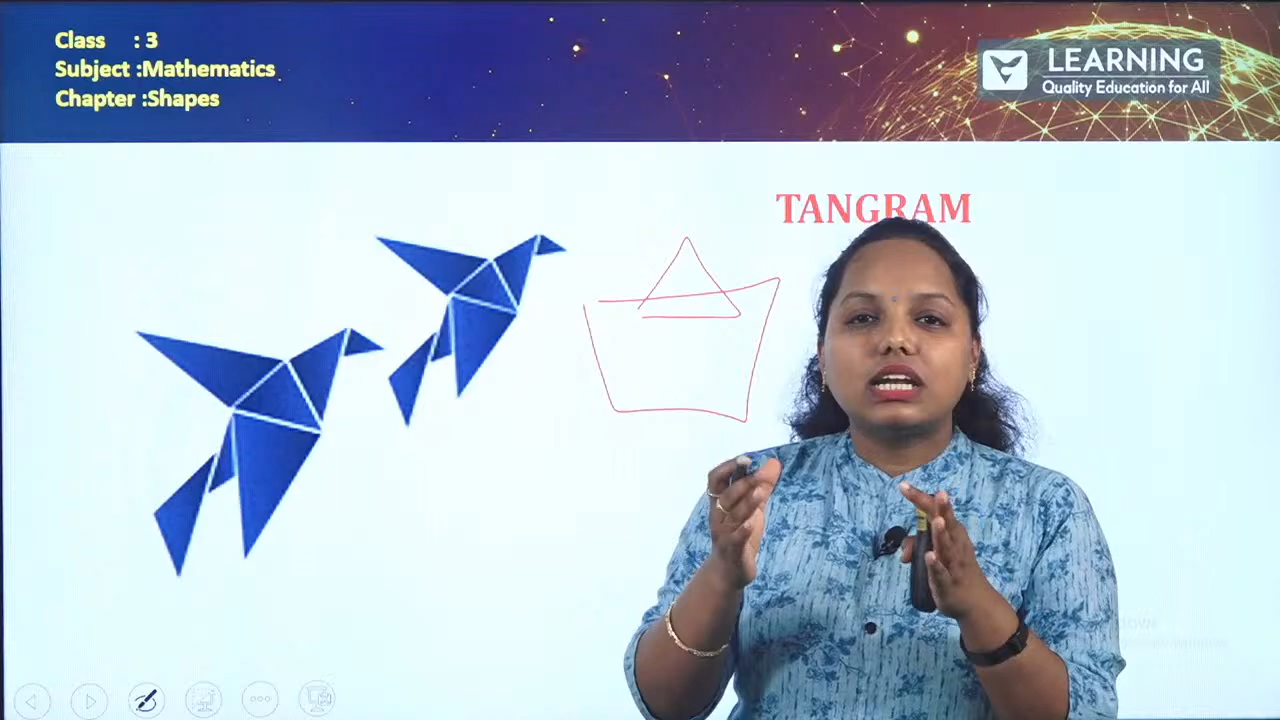 Class : 3
Subject :Mathematics
Chapter :Shapes
LEARNING
Quality Education for All
TANGRAM